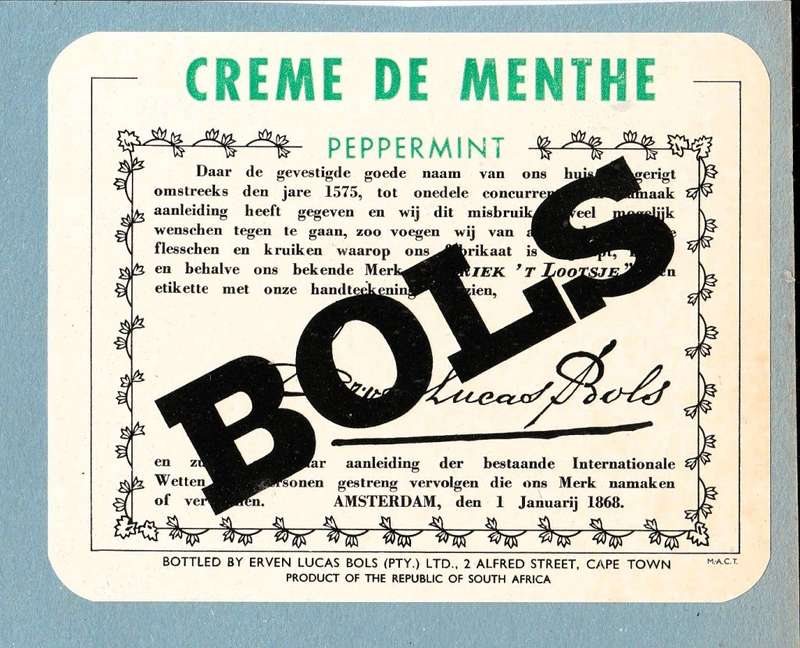 CREME DE MENTHE
PEPPERMINT
Daar de gevestigde goede naam van ons
omstreeks den jare 1575, tot onedele
aanleiding heeft gegeven en wij dit misbruik mogelijk
wenschen tegen te gaan, zoo voegen wij van
flesschen en kruiken waarop ons is
en behalve ons bekende Merk 'T LOOTSJE"
etikette met onze
BOLS
Lucas Bols
en aanleiding der bestaande Internationale
Wetten gestreng vervolgen die ons Merk namaken
of AMSTERDAM, den 1 Januarij 1868.
BOTTLED BY ERVEN LUCAS BOLS (PTY.) LTD., 2 ALFRED STREET, CAPE TOWN
M.A.C.T.
PRODUCT OF THE REPUBLIC OF SOUTH AFRICA